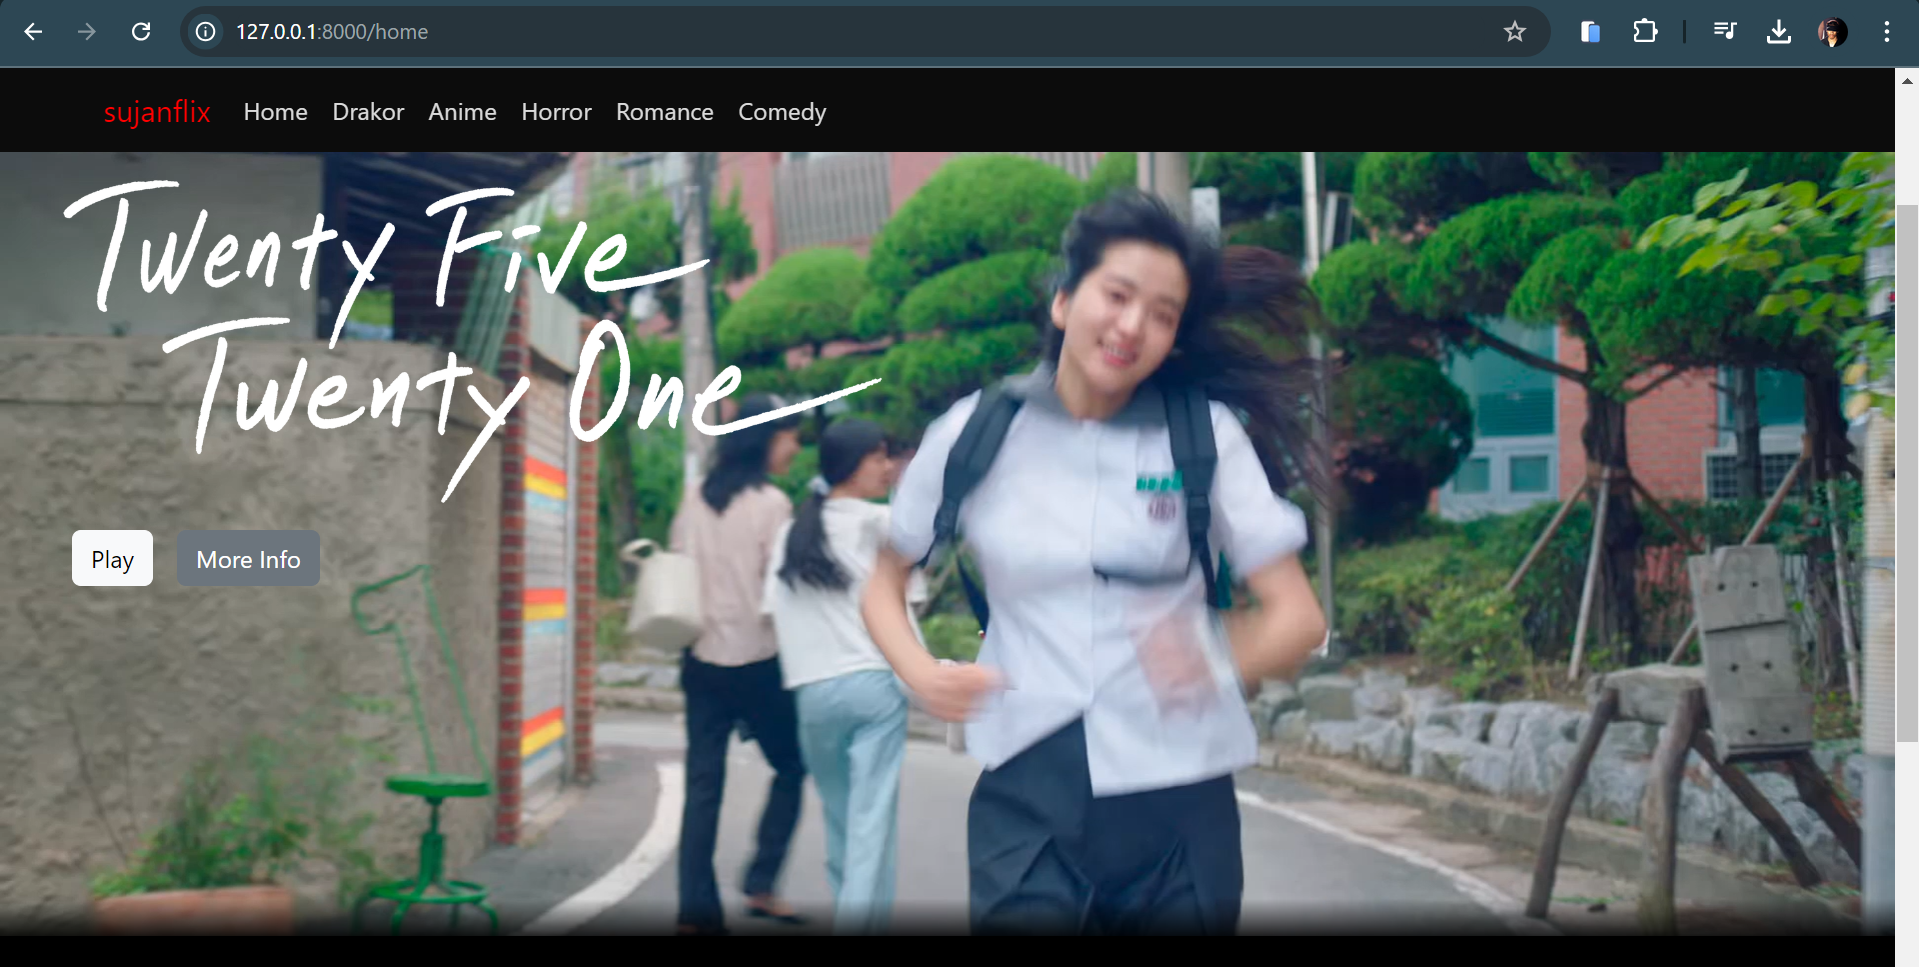 127.0.0.1:8000/home
sujanflix Home Drakor Anime Horror Romance Comedy
Twenty Five
Twenty One
Play More Info